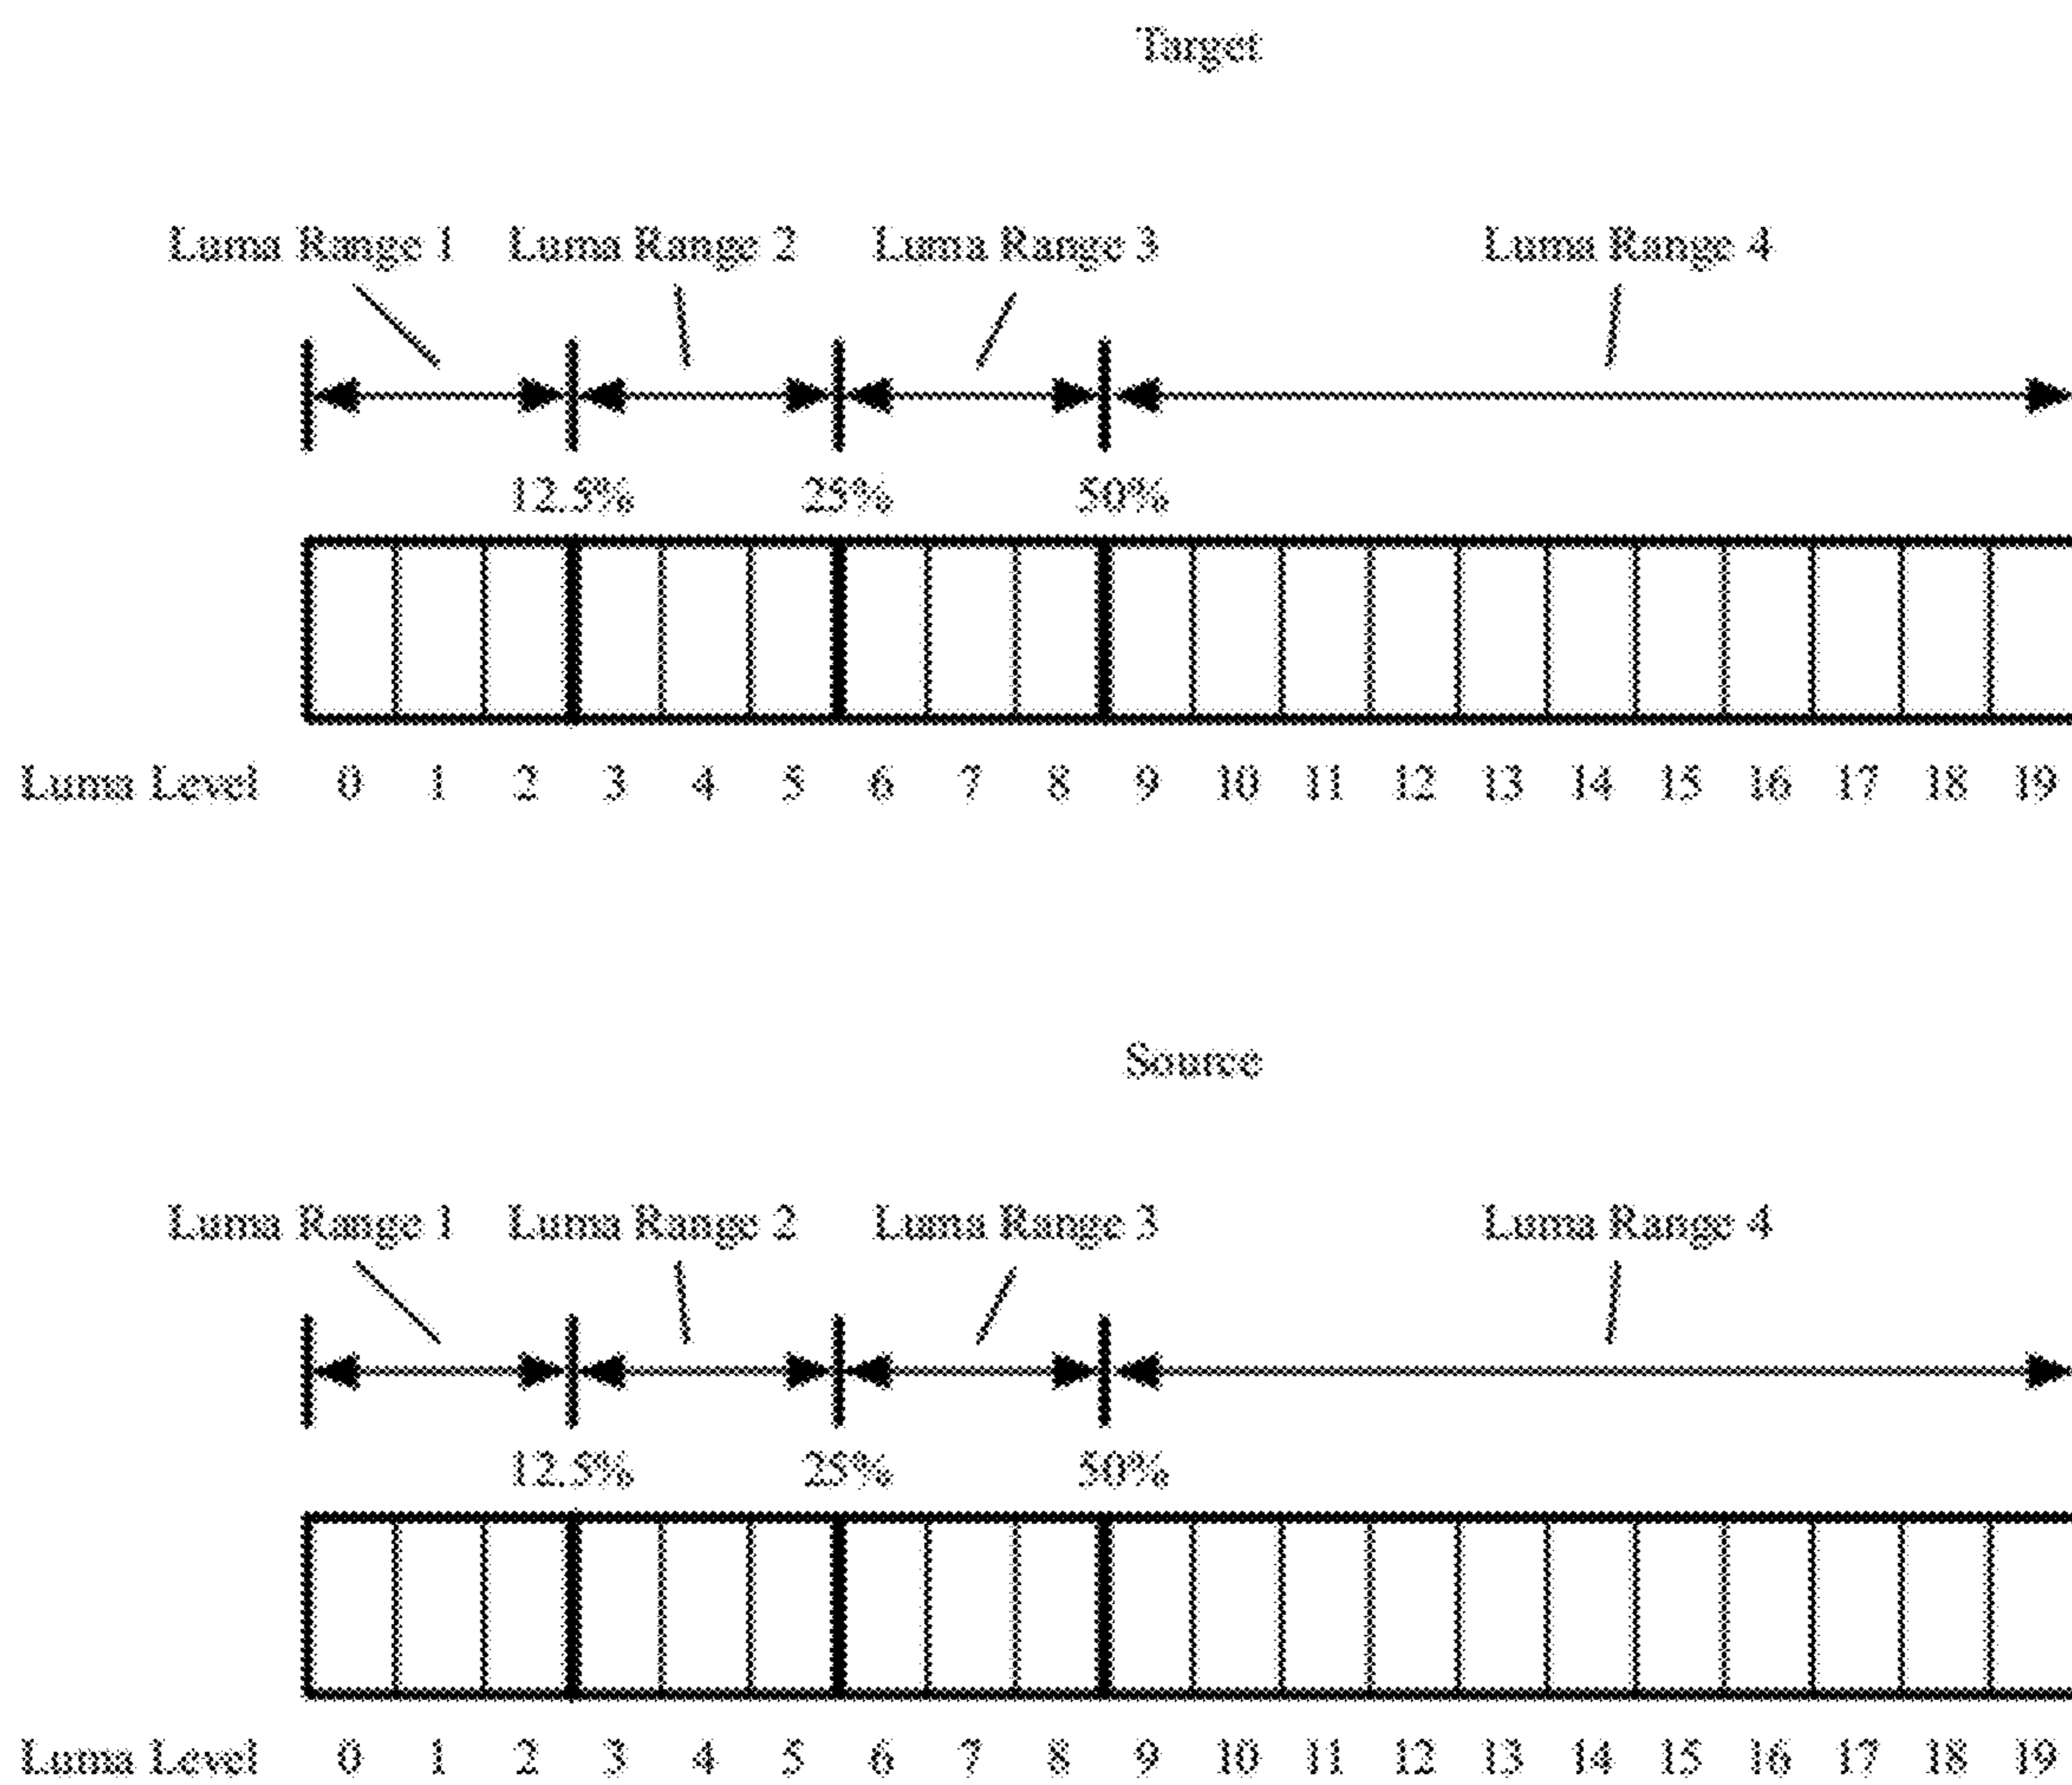 Target
Luma Range 1 Luma Range 2 Luma Range 3 Luma Range 4
12.5% 25% 50%
Luma Level 0 1 2 3 4 5 6 7 8 9 10 11 12 13 14 15 16 17 18 19
Source
Luma Range 1 Luma Range 2 Luma Range 3 Luma Range 4
12.5% 25% 50%
Luma Level 0 1 2 3 4 5 6 7 8 9 10 11 12 13 14 15 16 17 18 19